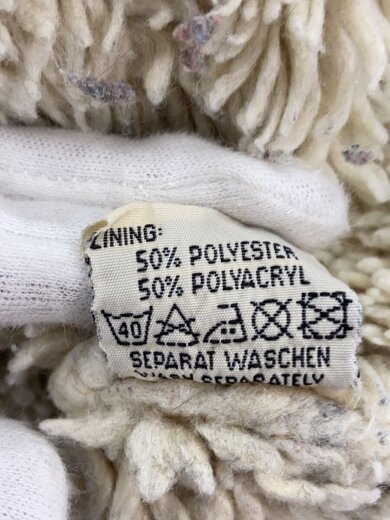 LINING:
50% POLYESTER
50% POLYACRYL
40
SEPARAT WASCHEN
WASH SEPARATELY